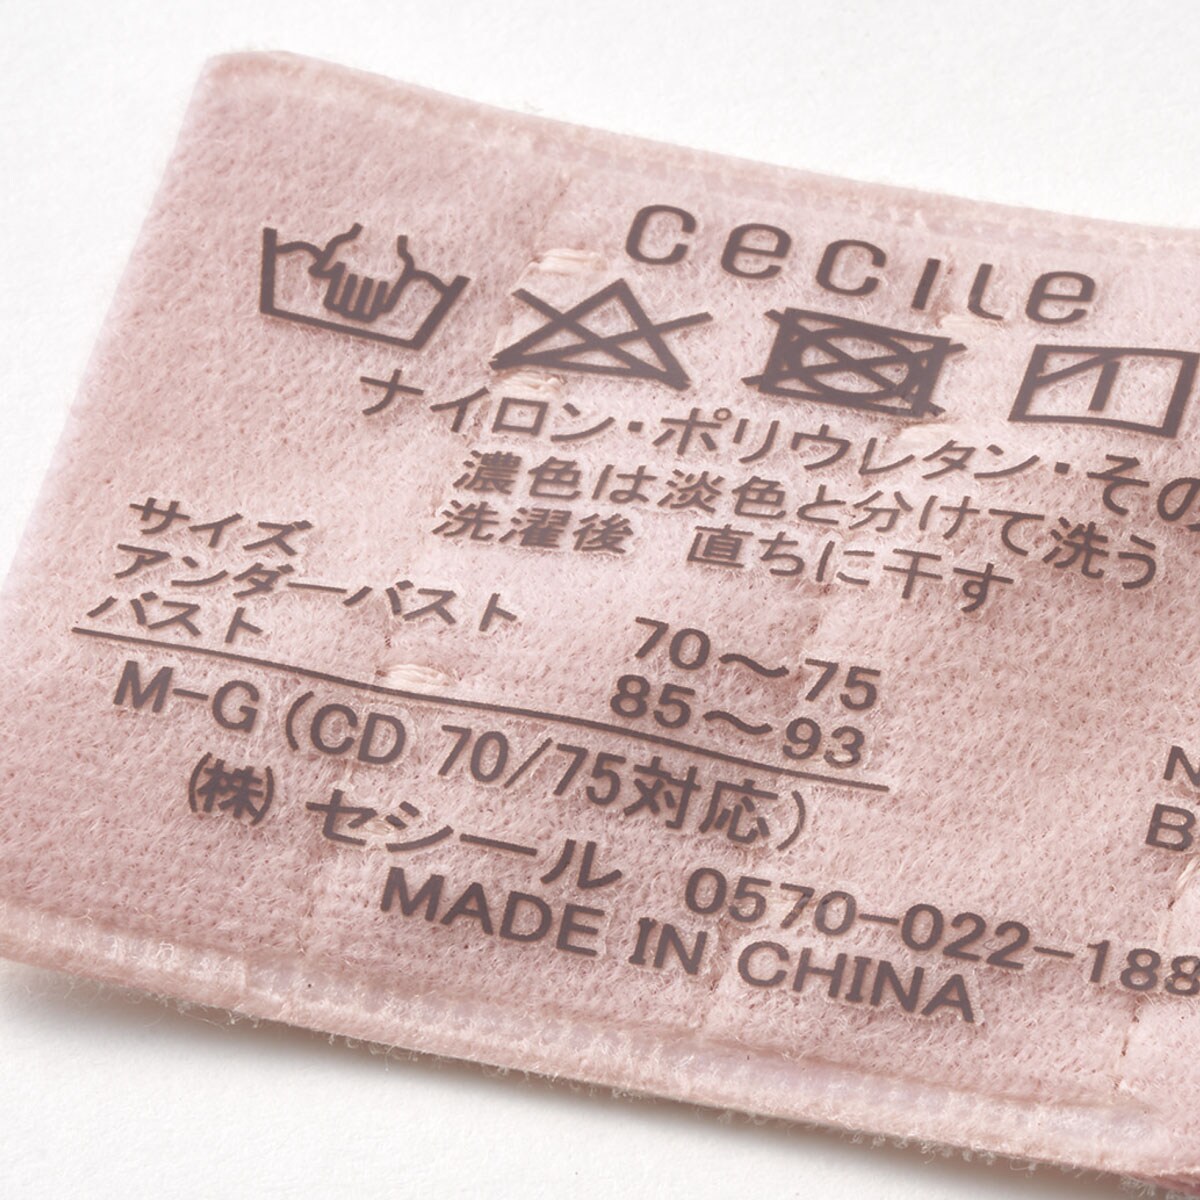 cecile
ナイロン・ポリウレタン・その
濃色は淡色と分けて洗う
洗濯後 直ちに干す
サイズ
アンダーバスト 70～75
バスト 85～93
M-G（CD 70/75対応）
N
B
㈱ セシール 0570-022-188
MADE IN CHINA